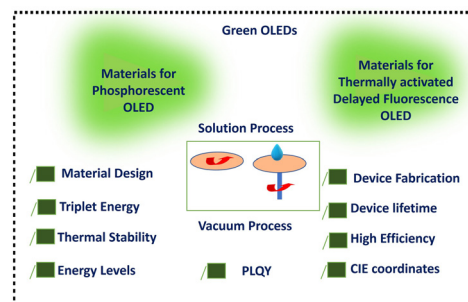 Green OLEDs
Materials for
Phosphorescent
OLED
Materials for
Thermally activated
Delayed Fluorescence
OLED
Solution Process
Vacuum Process
Material Design
Triplet Energy
Thermal Stability
Energy Levels
PLQY
Device Fabrication
Device lifetime
High Efficiency
CIE coordinates